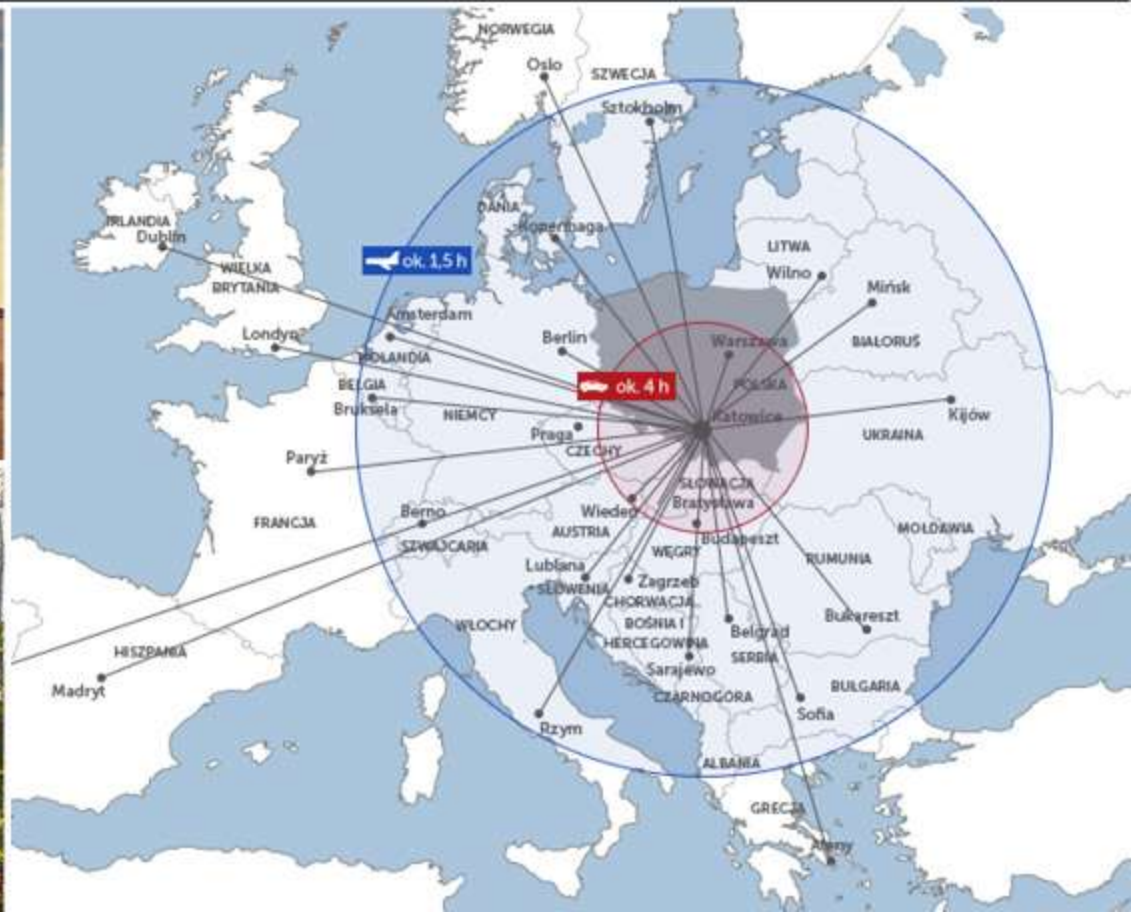 NORWEGIA
Oslo
SZWECJA
Sztokholm
DANIA
Kopenhaga
IRLANDIA
Dublin
WIELKA
BRYTANIA
ok. 1,5 h
LITWA
Wilno
Mińsk
Amsterdam
Londyn
HOLANDIA
Berlin
Warszawa
BIAŁORUŚ
BELGIA
Bruksela
NIEMCY
ok. 4 h
POLSKA
Katowice
Kijów
UKRAINA
Praga
CZECHY
Paryż
FRANCJA
Berno
SZWAJCARIA
SŁOWACJA
Wiedeń
Bratysława
AUSTRIA
Budapeszt
WĘGRY
MOŁDAWIA
RUMUNIA
Lublana
SŁOWENIA
Zagrzeb
CHORWACJA
BOŚNIA I
HERCEGOWINA
WŁOCHY
Belgrad
Bukareszt
HISZPANIA
Madryt
Sarajewo
SERBIA
CZARNOGÓRA
BUŁGARIA
Sofia
Rzym
ALBANIA
GRECJA
Ateny